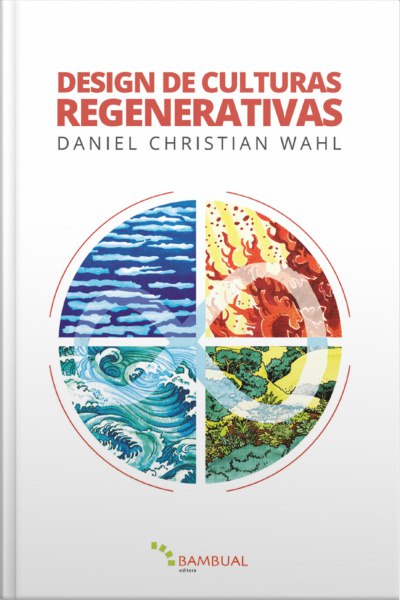 DESIGN DE CULTURAS
REGENERATIVAS
DANIEL CHRISTIAN WAHL
BAMBUAL
editora